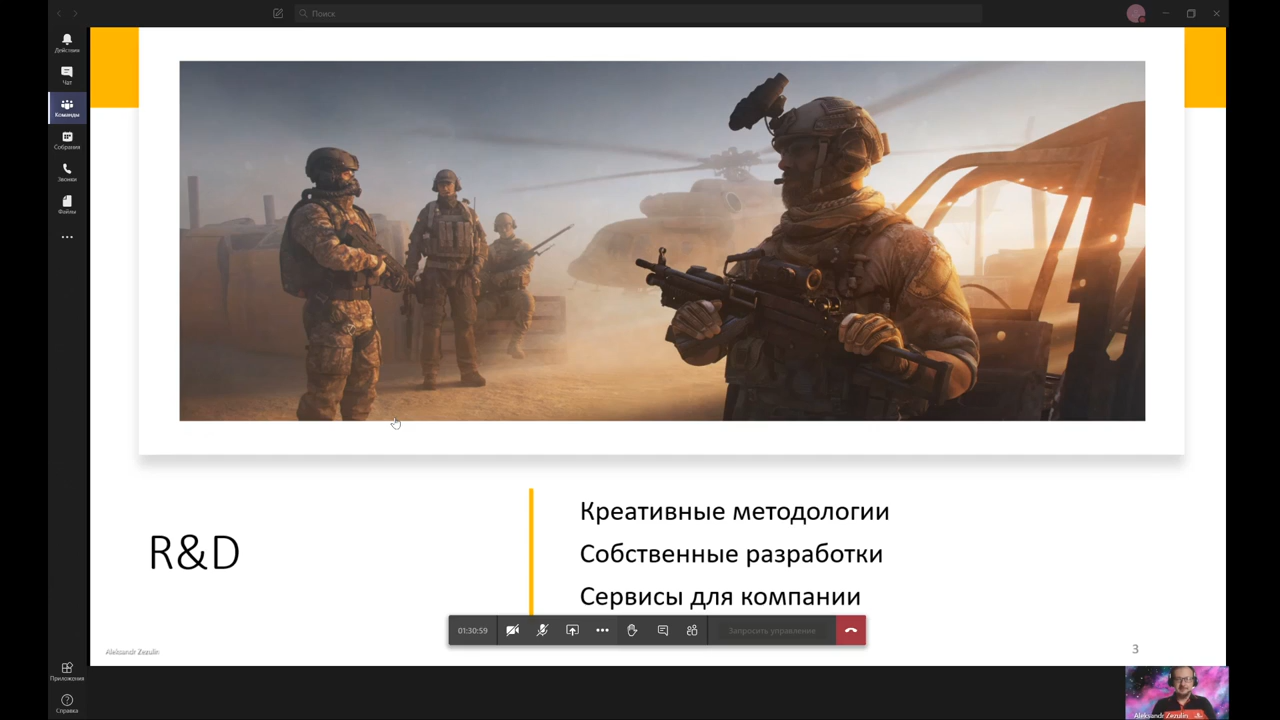 Поиск
Действия
Чат
Команды
Собрания
Звонки
Файлы
R&D
Креативные методологии
Собственные разработки
Сервисы для компании
01:30:59
Запросить управление
Aleksandr Zezulin
3
Приложения
Справка
Aleksandr Zezulin